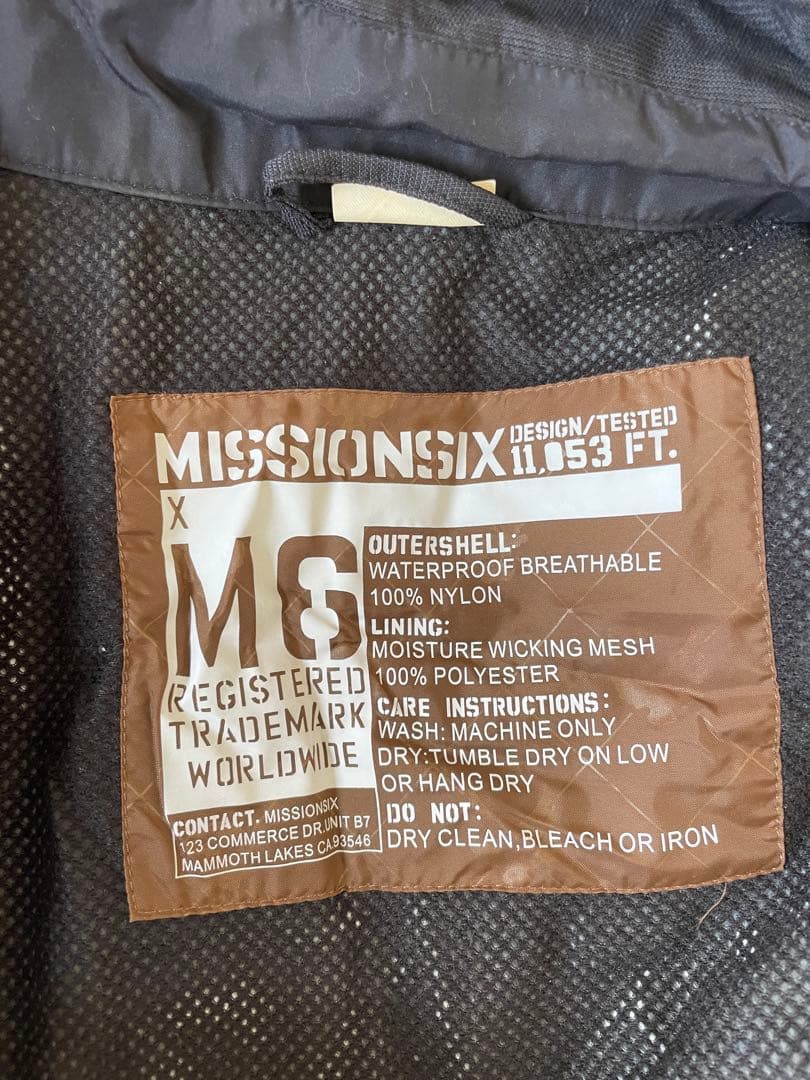 MISSIONSIX DESIGN/TESTED
11,053 FT.
X
M6
REGISTERED
TRADEMARK
WORLDWIDE
CONTACT. MISSIONSIX
123 COMMERCE DR.UNIT B7
MAMMOTH LAKES CA.93546
OUTERSHELL:
WATERPROOF BREATHABLE
100% NYLON
LINING:
MOISTURE WICKING MESH
100% POLYESTER
CARE INSTRUCTIONS:
WASH: MACHINE ONLY
DRY:TUMBLE DRY ON LOW
OR HANG DRY
DO NOT:
DRY CLEAN,BLEACH OR IRON